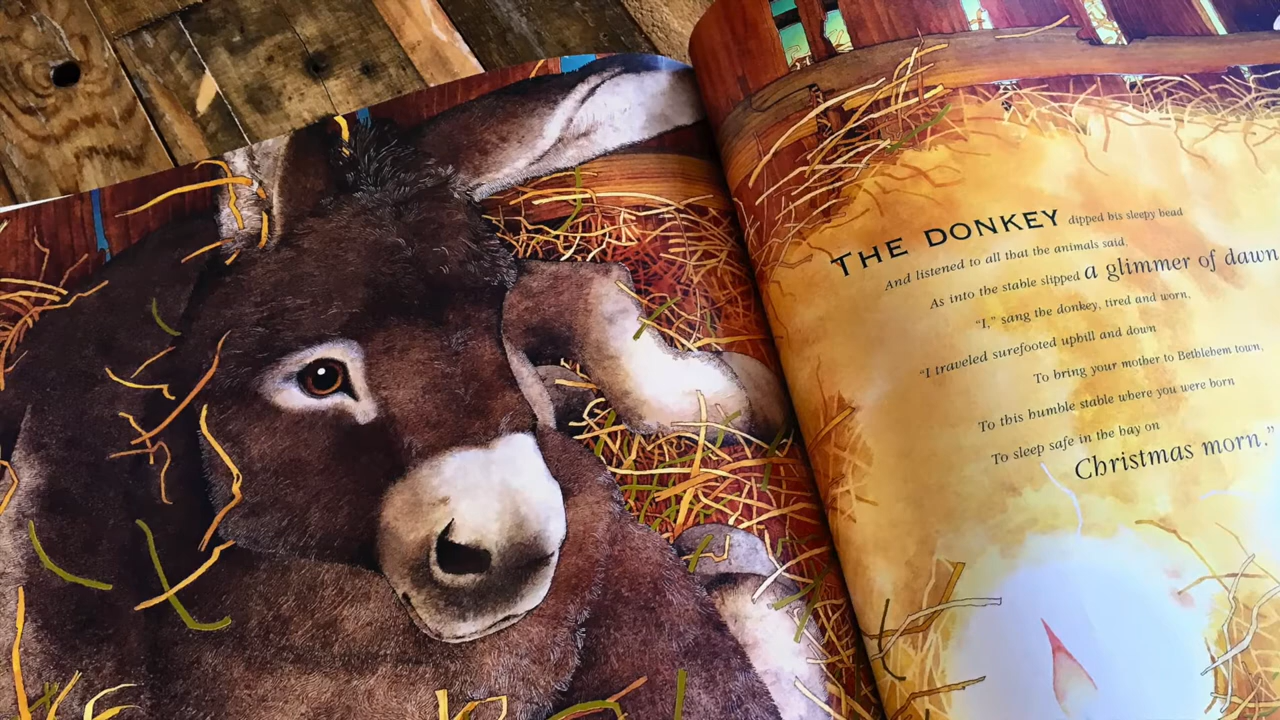 THE DONKEY dipped his sleepy head
And listened to all that the animals said,
As into the stable slipped a glimmer of dawn
“I,” sang the donkey, tired and worn,
“I traveled surefooted uphill and down
To bring your mother to Bethlehem town,
To this humble stable where you were born
To sleep safe in the hay on
Christmas morn.”